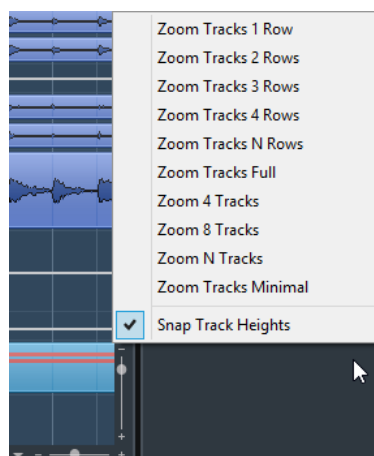 Zoom Tracks 1 Row
Zoom Tracks 2 Rows
Zoom Tracks 3 Rows
Zoom Tracks 4 Rows
Zoom Tracks N Rows
Zoom Tracks Full
Zoom 4 Tracks
Zoom 8 Tracks
Zoom N Tracks
Zoom Tracks Minimal
Snap Track Heights